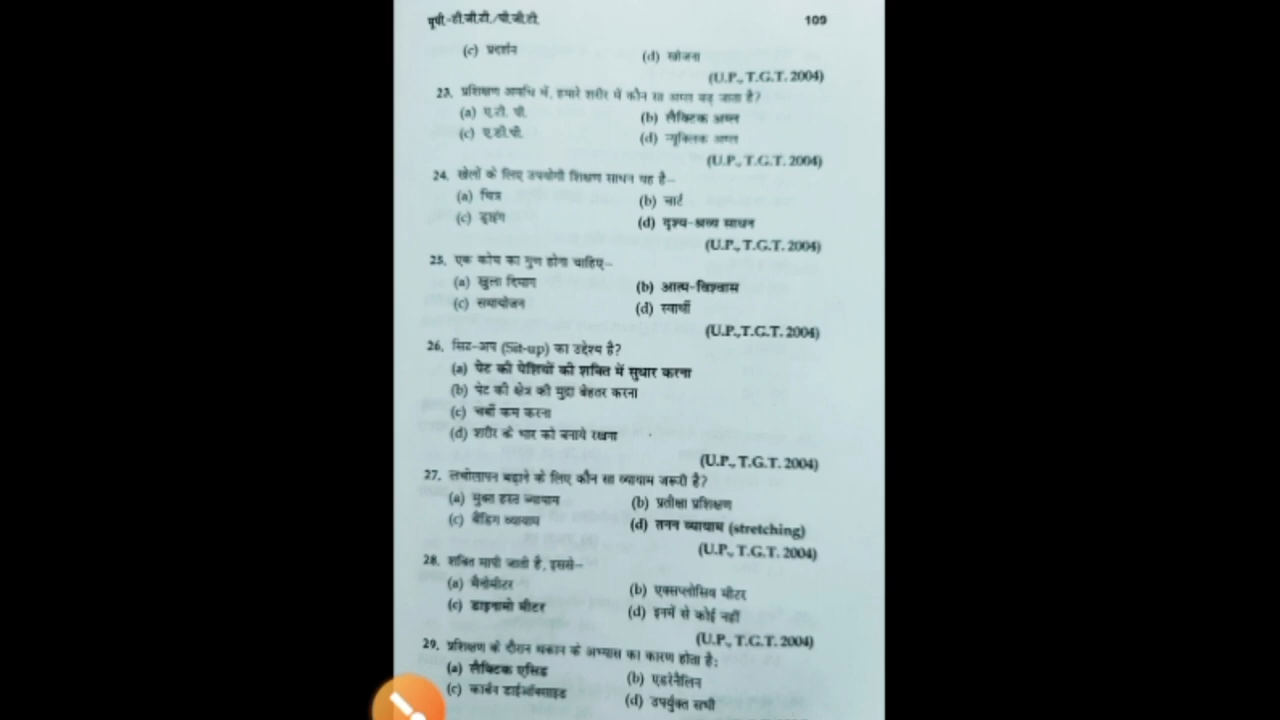 यूपी.-टी.जी.टी./पी.जी.टी. 109
(c) प्रदर्शन (d) खोजना
(U.P., T.G.T. 2004)
23. प्रशिक्षण अवधि में, हमारे शरीर में कौन सा अम्ल बढ़ जाता है?
(a) ए.टी. पी. (b) लैक्टिक अम्ल
(c) ए.डी.पी. (d) न्यूक्लिक अम्ल
(U.P., T.G.T. 2004)
24. खेलों के लिए उपयोगी शिक्षण साधन यह है–
(a) चित्र (b) चार्ट
(c) ड्राइंग (d) दृश्य-श्रव्य साधन
(U.P., T.G.T. 2004)
25. एक कोच का गुण होना चाहिए–
(a) खुला दिमाग (b) आत्म-विश्वास
(c) समायोजन (d) स्वार्थी
(U.P.,T.G.T. 2004)
26. सिट-अप (Sit-up) का उद्देश्य है?
(a) पेट की पेशियों की शक्ति में सुधार करना
(b) पेट की क्षेत्र की मुद्रा बेहतर करना
(c) चर्बी कम करना
(d) शरीर के भार को बनाये रखना
(U.P., T.G.T. 2004)
27. लचीलापन बढ़ाने के लिए कौन सा व्यायाम जरूरी है?
(a) मुक्त हस्त व्यायाम (b) प्रतीक्षा प्रशिक्षण
(c) बैंडिंग व्यायाम (d) तनन व्यायाम (stretching)
(U.P., T.G.T. 2004)
28. शक्ति मापी जाती है, इससे–
(a) मैनोमीटर (b) एक्सप्लोसिव मीटर
(c) डाइनामो मीटर (d) इनमें से कोई नहीं
(U.P., T.G.T. 2004)
29. प्रशिक्षण के दौरान थकान के अभ्यास का कारण होता है:
(a) लैक्टिक एसिड (b) एडरेनैलिन
(c) कार्बन डाईऑक्साइड (d) उपर्युक्त सभी